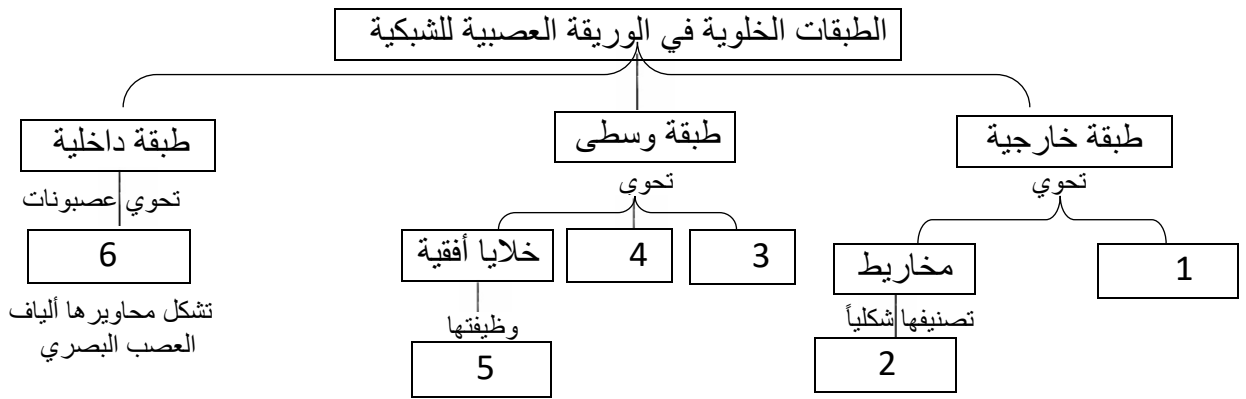 الطبقات الخلوية في الوريقة العصبية للشبكية
طبقة خارجية
طبقة وسطى
طبقة داخلية
تحوي
تحوي
تحوي عصبونات
1
مخاريط
3
4
خلايا أفقية
6
تصنيفها شكلياً
2
وظيفتها
5
تشكل محاويرها ألياف
العصب البصري